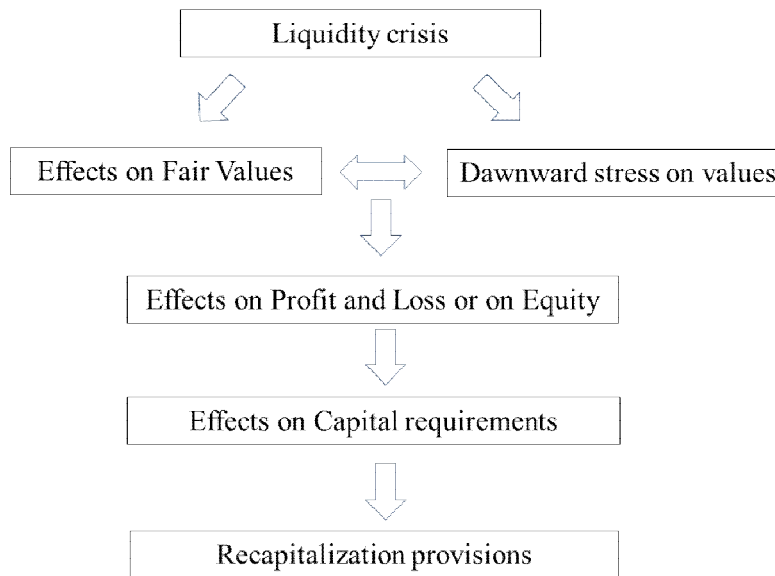 Liquidity crisis
Effects on Fair Values
Dawnward stress on values
Effects on Profit and Loss or on Equity
Effects on Capital requirements
Recapitalization provisions